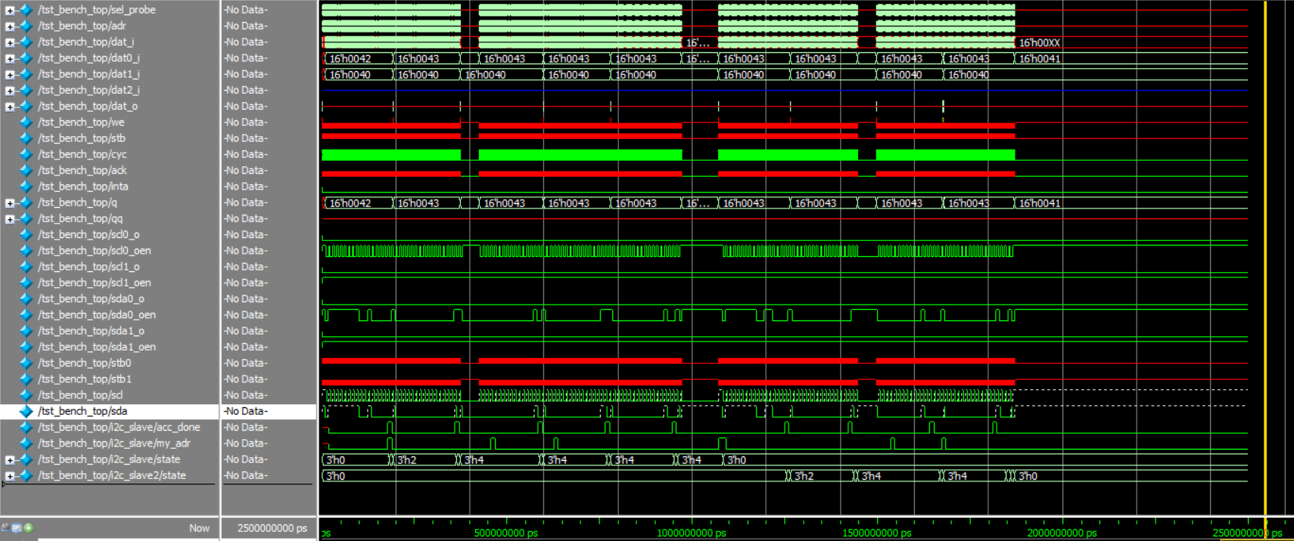 /tst_bench_top/sel_probe -No Data-
/tst_bench_top/adr -No Data-
/tst_bench_top/dat_i -No Data- 16'... 16'h00XX
/tst_bench_top/dat0_i -No Data- 16'h0042 16'h0043 16'h0043 16'h0043 16'h0043 16'... 16'h0043 16'h0043 16'h0043 16'h0043 16'h0041
/tst_bench_top/dat1_i -No Data- 16'h0040 16'h0040 16'h0040 16'h0040 16'h0040 16'h0040 16'h0040 16'h0040 16'h0040
/tst_bench_top/dat2_i -No Data-
/tst_bench_top/dat_o -No Data-
/tst_bench_top/we -No Data-
/tst_bench_top/stb -No Data-
/tst_bench_top/cyc -No Data-
/tst_bench_top/ack -No Data-
/tst_bench_top/inta -No Data-
/tst_bench_top/q -No Data- 16'h0042 16'h0043 16'h0043 16'h0043 16'h0043 16'... 16'h0043 16'h0043 16'h0043 16'h0043 16'h0041
/tst_bench_top/qq -No Data-
/tst_bench_top/scl0_o -No Data-
/tst_bench_top/scl0_oen -No Data-
/tst_bench_top/scl1_o -No Data-
/tst_bench_top/scl1_oen -No Data-
/tst_bench_top/sda0_o -No Data-
/tst_bench_top/sda0_oen -No Data-
/tst_bench_top/sda1_o -No Data-
/tst_bench_top/sda1_oen -No Data-
/tst_bench_top/stb0 -No Data-
/tst_bench_top/stb1 -No Data-
/tst_bench_top/scl -No Data-
/tst_bench_top/sda -No Data-
/tst_bench_top/i2c_slave/acc_done -No Data-
/tst_bench_top/i2c_slave/my_adr -No Data-
/tst_bench_top/i2c_slave/state -No Data- 3'h0 3'h2 3'h4 3'h4 3'h4 3'h4 3'h0
/tst_bench_top/i2c_slave2/state -No Data- 3'h0 3'h2 3'h4 3'h4 3'h0
Now 2500000000 ps ps 500000000 ps 1000000000 ps 1500000000 ps 2000000000 ps 2500000000 ps